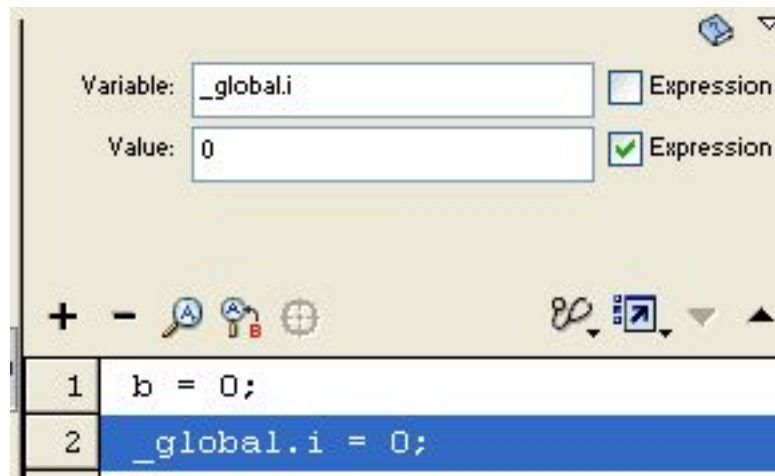 Variable: _global.i Expression
Value: 0 Expression
1 b = 0;
2 _global.i = 0;